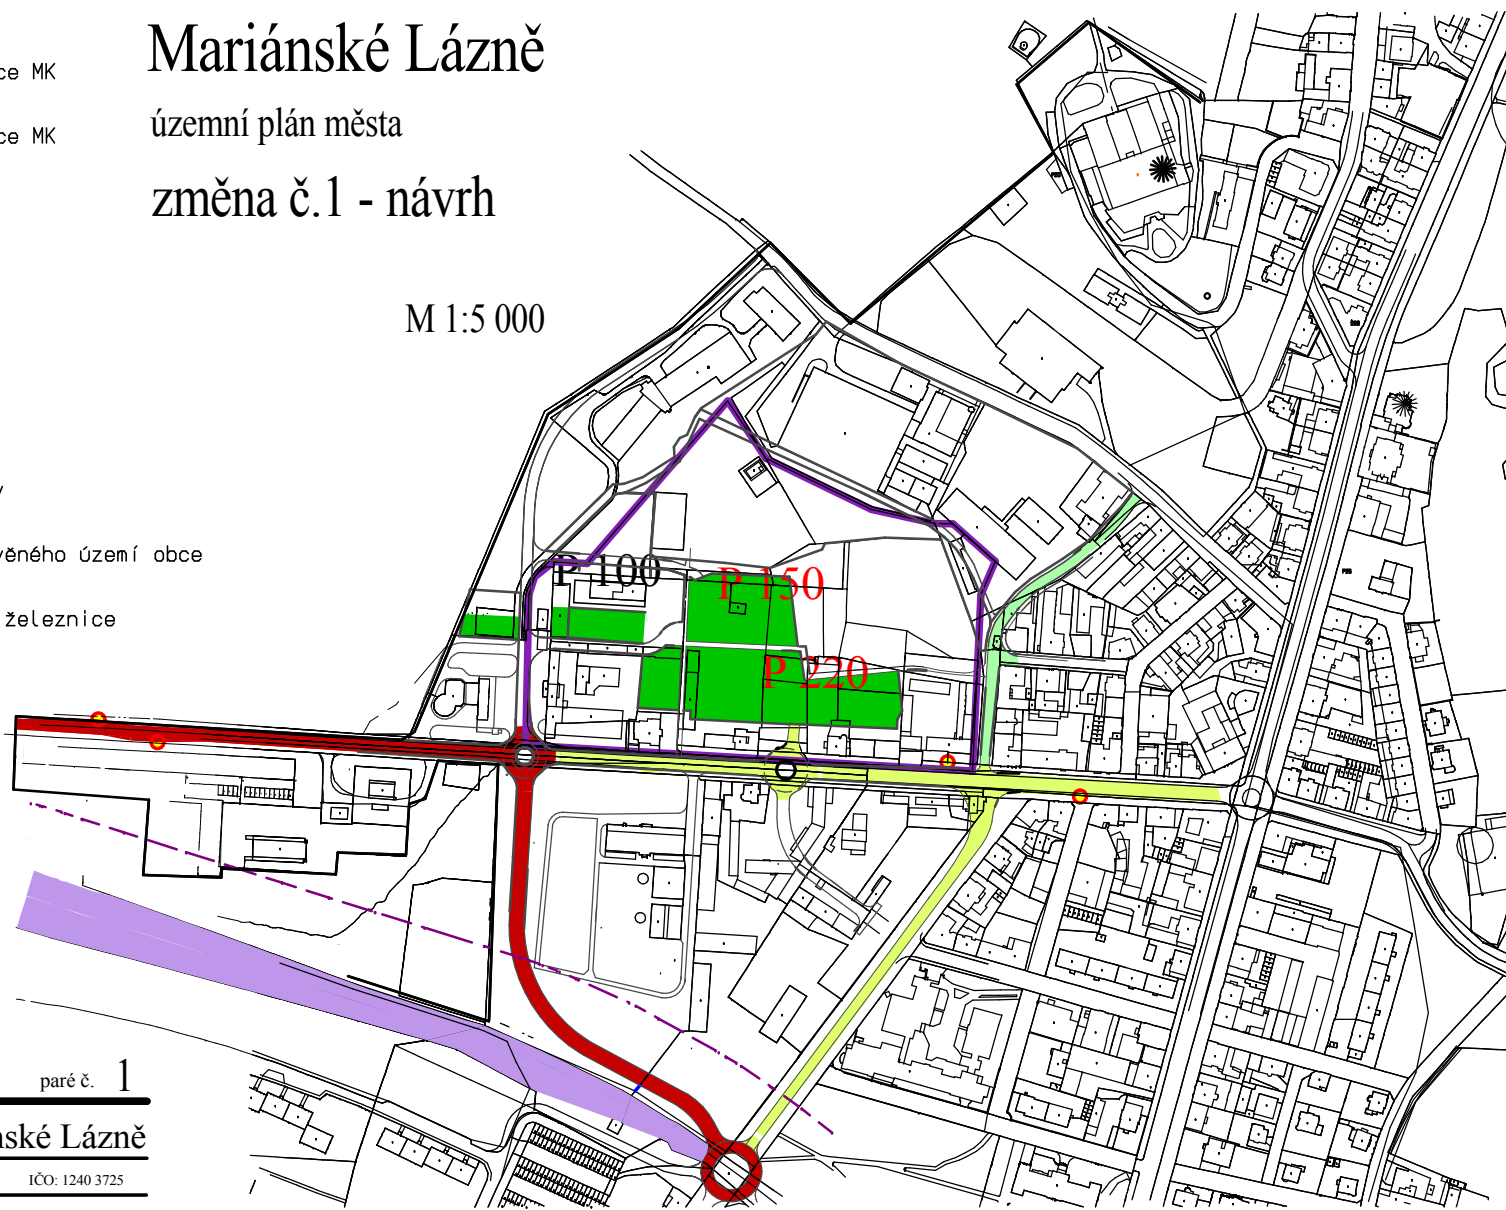 Mariánské Lázně
ce MK
územní plán města
ce MK
změna č.1 - návrh
M 1:5 000
y
věného území obce
železnice
P 100
P 150
P 220
paré č. 1
nské Lázně
IČO: 1240 3725